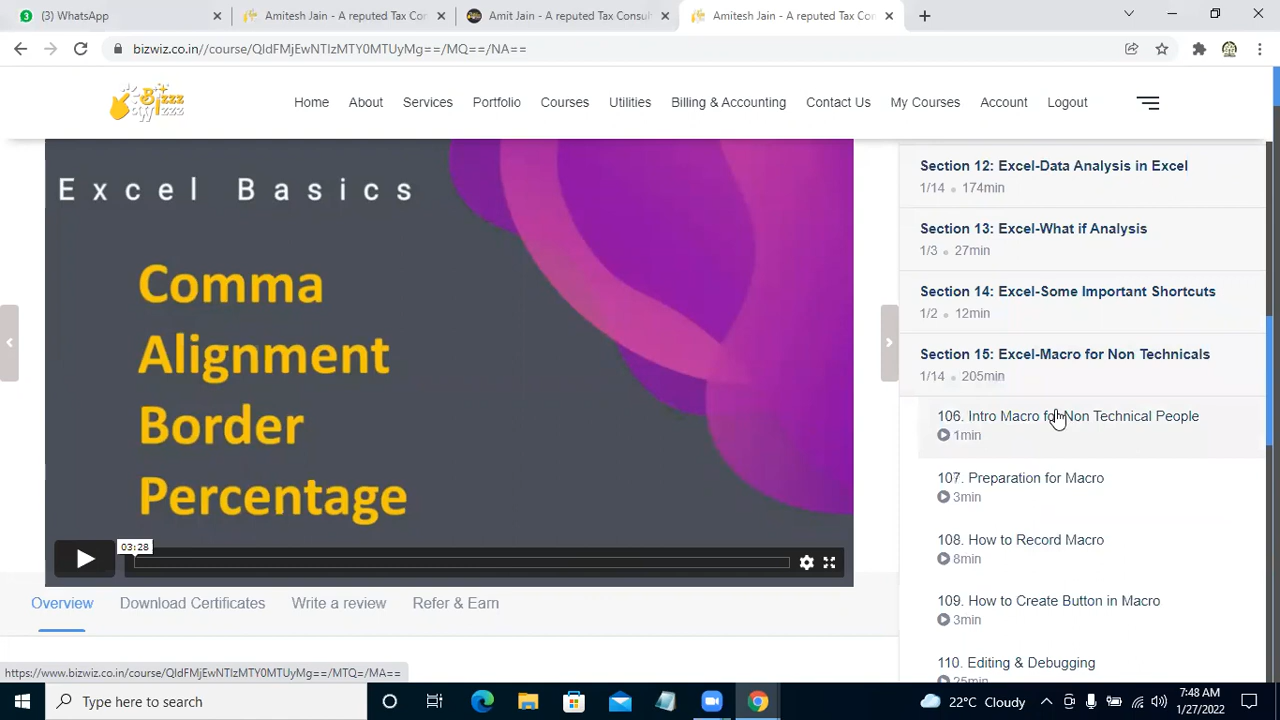 (3) WhatsApp
Amitesh Jain - A reputed Tax Con
Amit Jain - A reputed Tax Consult
Amitesh Jain - A reputed Tax Con
bizwiz.co.in//course/QldFMjEwNTIzMTY0MTUyMg==/MQ==/NA==
Bizzz
Wizzz
Home About Services Portfolio Courses Utilities Billing & Accounting Contact Us My Courses Account Logout
Excel Basics
Comma
Alignment
Border
Percentage
03:28
Section 12: Excel-Data Analysis in Excel
1/14 • 174min
Section 13: Excel-What if Analysis
1/3 • 27min
Section 14: Excel-Some Important Shortcuts
1/2 • 12min
Section 15: Excel-Macro for Non Technicals
1/14 • 205min
106. Intro Macro for Non Technical People
1min
107. Preparation for Macro
3min
108. How to Record Macro
8min
109. How to Create Button in Macro
3min
110. Editing & Debugging
25min
Overview Download Certificates Write a review Refer & Earn
https://www.bizwiz.co.in/course/QldFMjEwNTIzMTY0MTUyMg==/MTQ=/MA==
Type here to search
22°C Cloudy
7:48 AM
1/27/2022